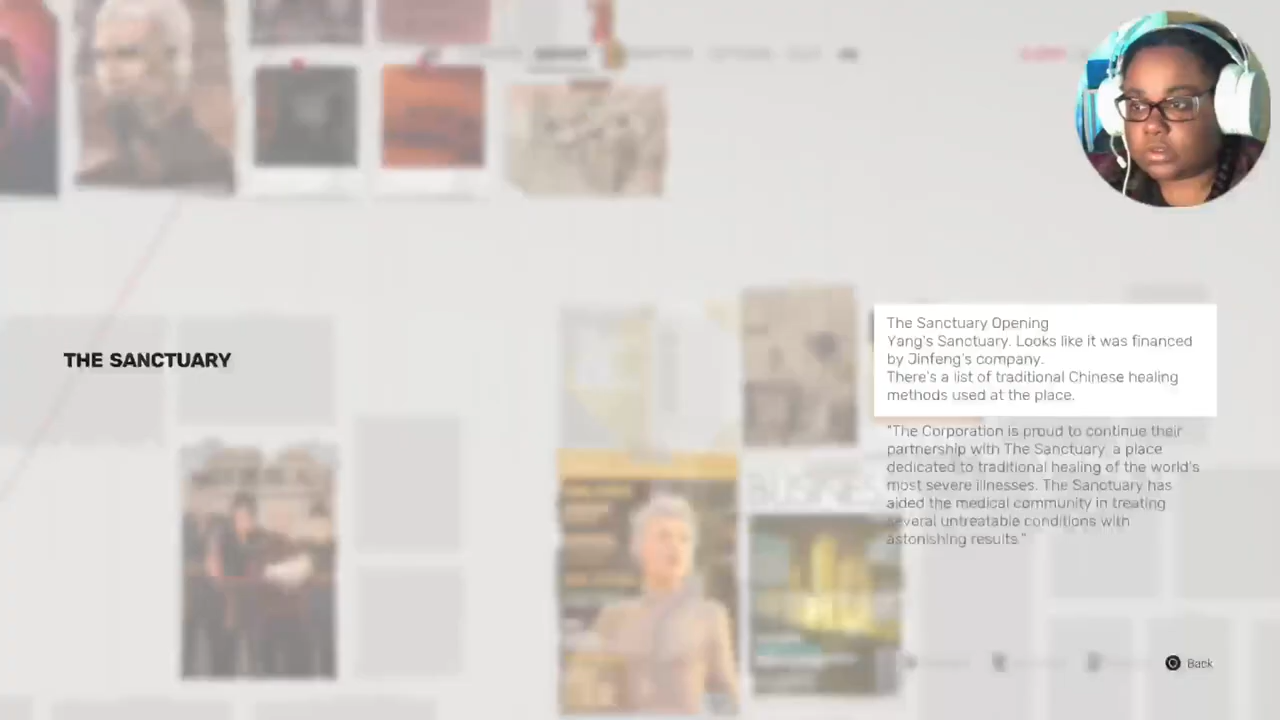 THE SANCTUARY
The Sanctuary Opening
Yang's Sanctuary. Looks like it was financed
by Jinfeng's company.
There's a list of traditional Chinese healing
methods used at the place.
"The Corporation is proud to continue their
partnership with The Sanctuary, a place
dedicated to traditional healing of the world's
most severe illnesses. The Sanctuary has
aided the medical community in treating
several untreatable conditions with
astonishing results."
Back